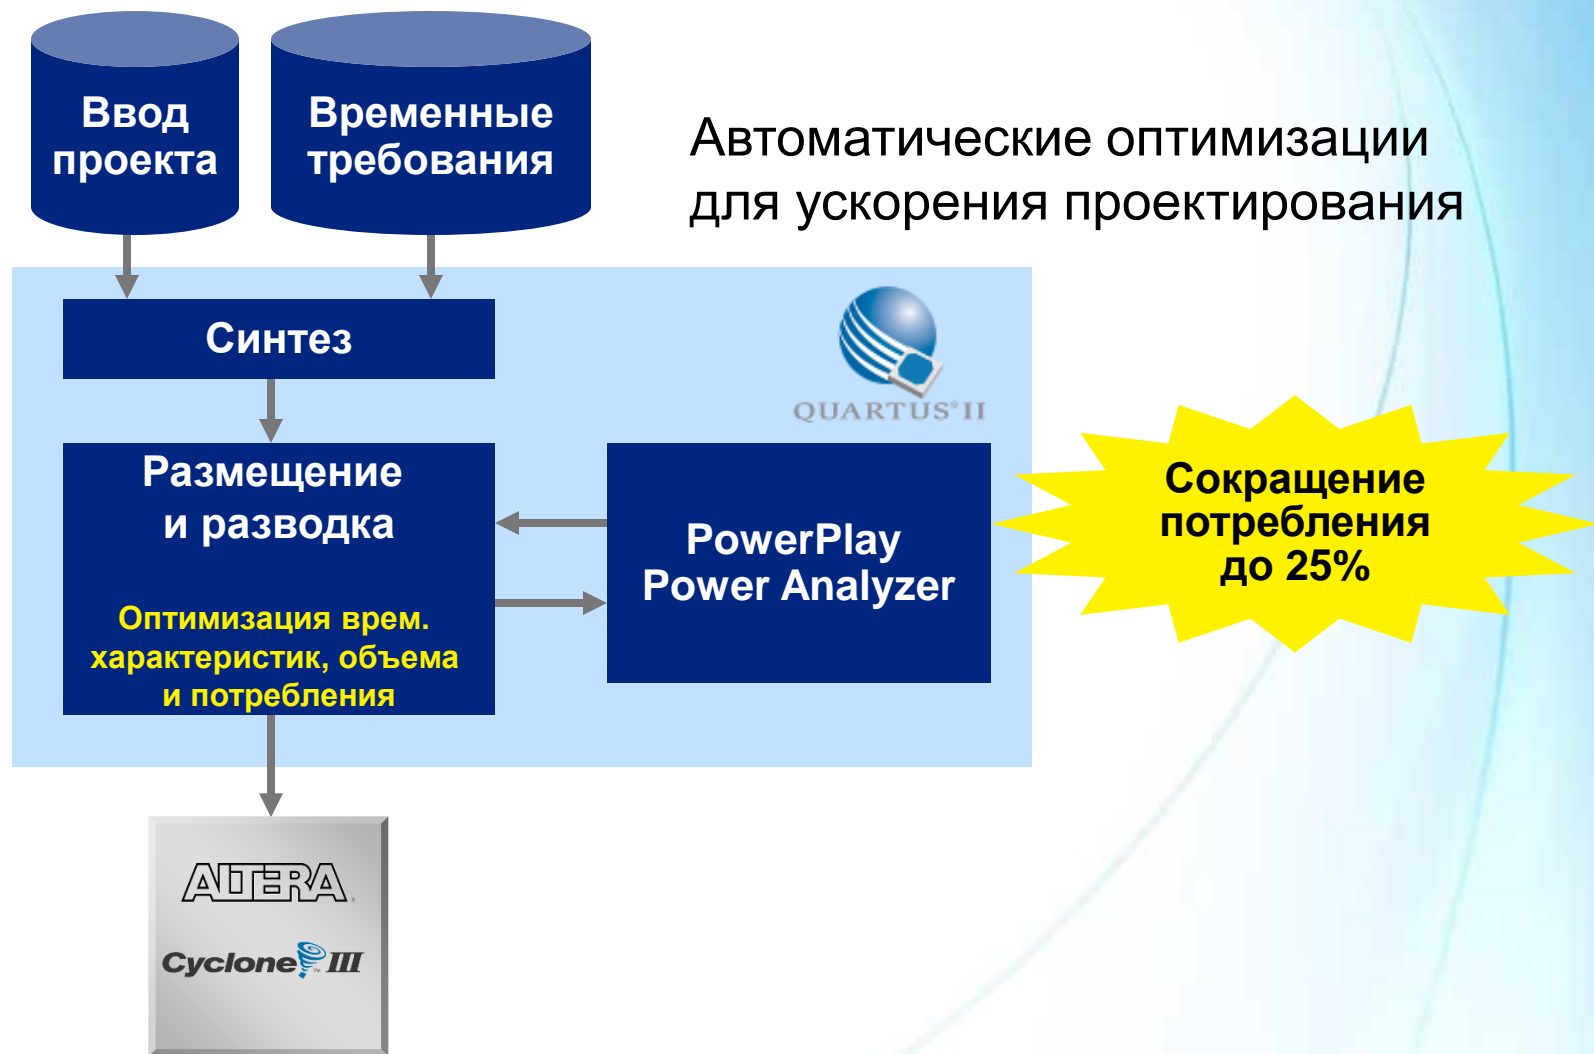 Ввод
проекта
Временные
требования
Автоматические оптимизации
для ускорения проектирования
Синтез
QUARTUS® II
Размещение
и разводка
Оптимизация врем.
характеристик, объема
и потребления
PowerPlay
Power Analyzer
Сокращение
потребления
до 25%
ALTERA
Cyclone™ III